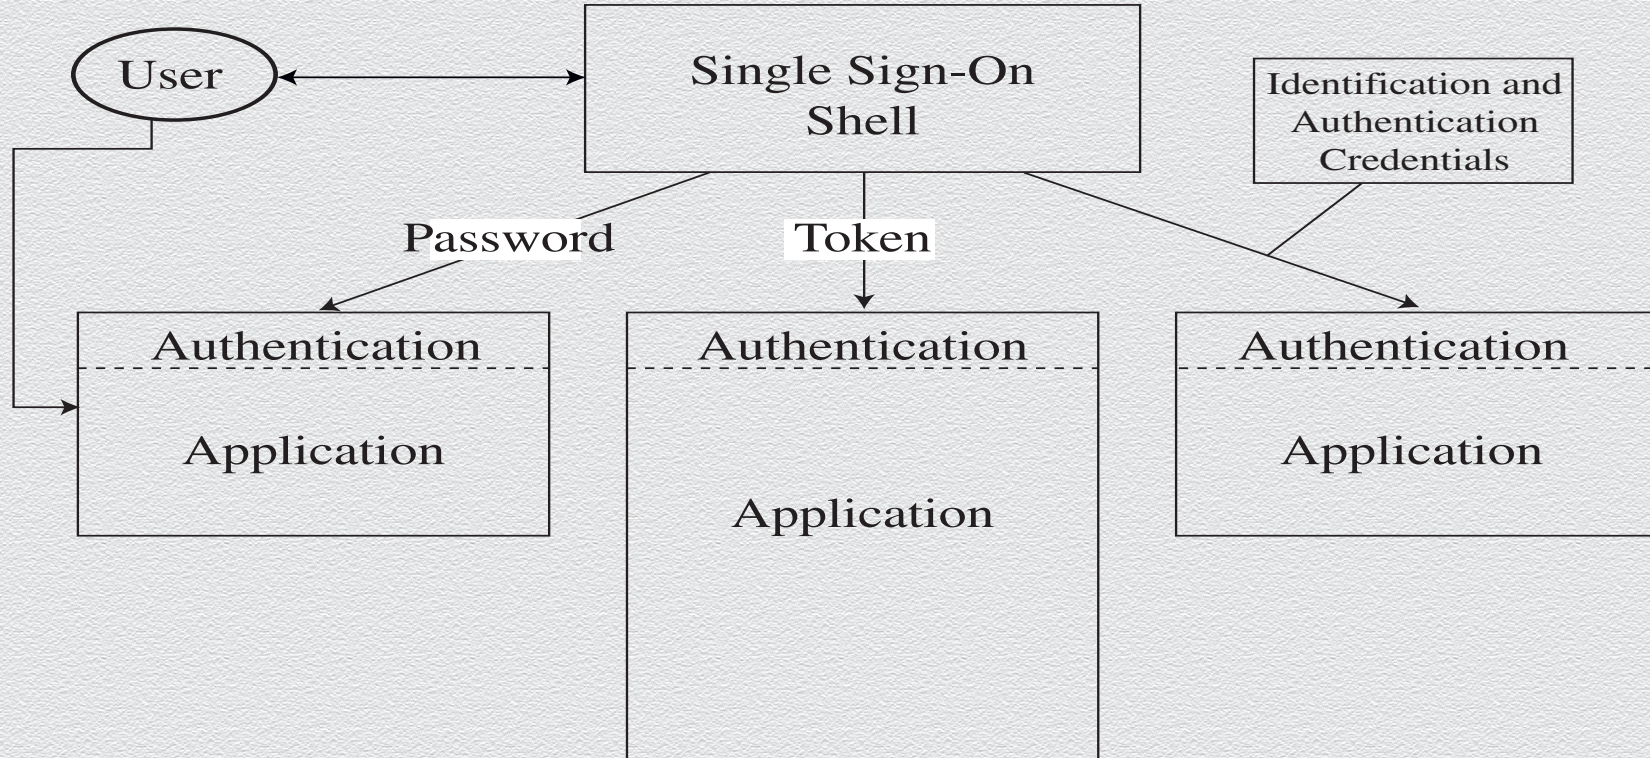 User
Single Sign-On
Shell
Identification and
Authentication
Credentials
Password
Token
Authentication
Authentication
Authentication
Application
Application
Application